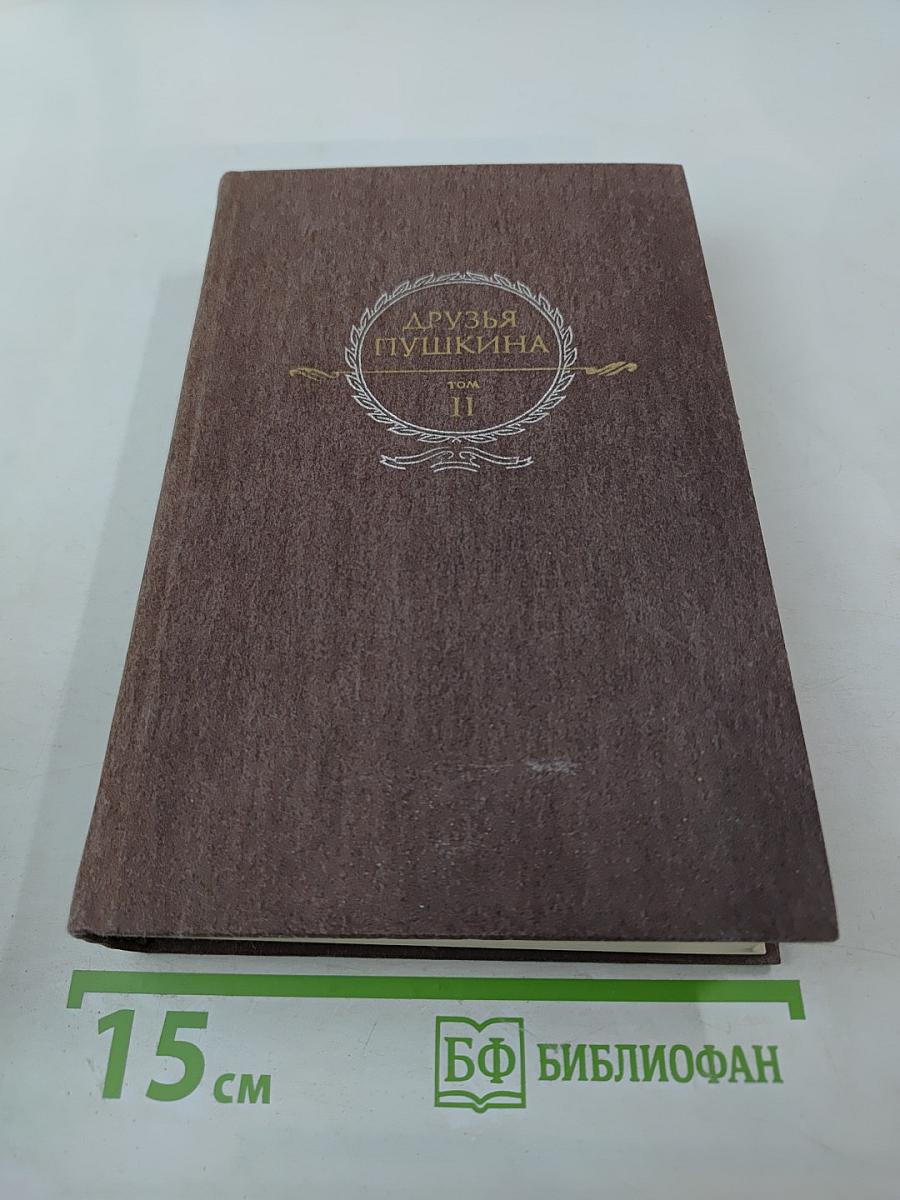 ДРУЗЬЯ
ПУШКИНА
ТОМ
II
15 см
БФ БИБЛИОФАН